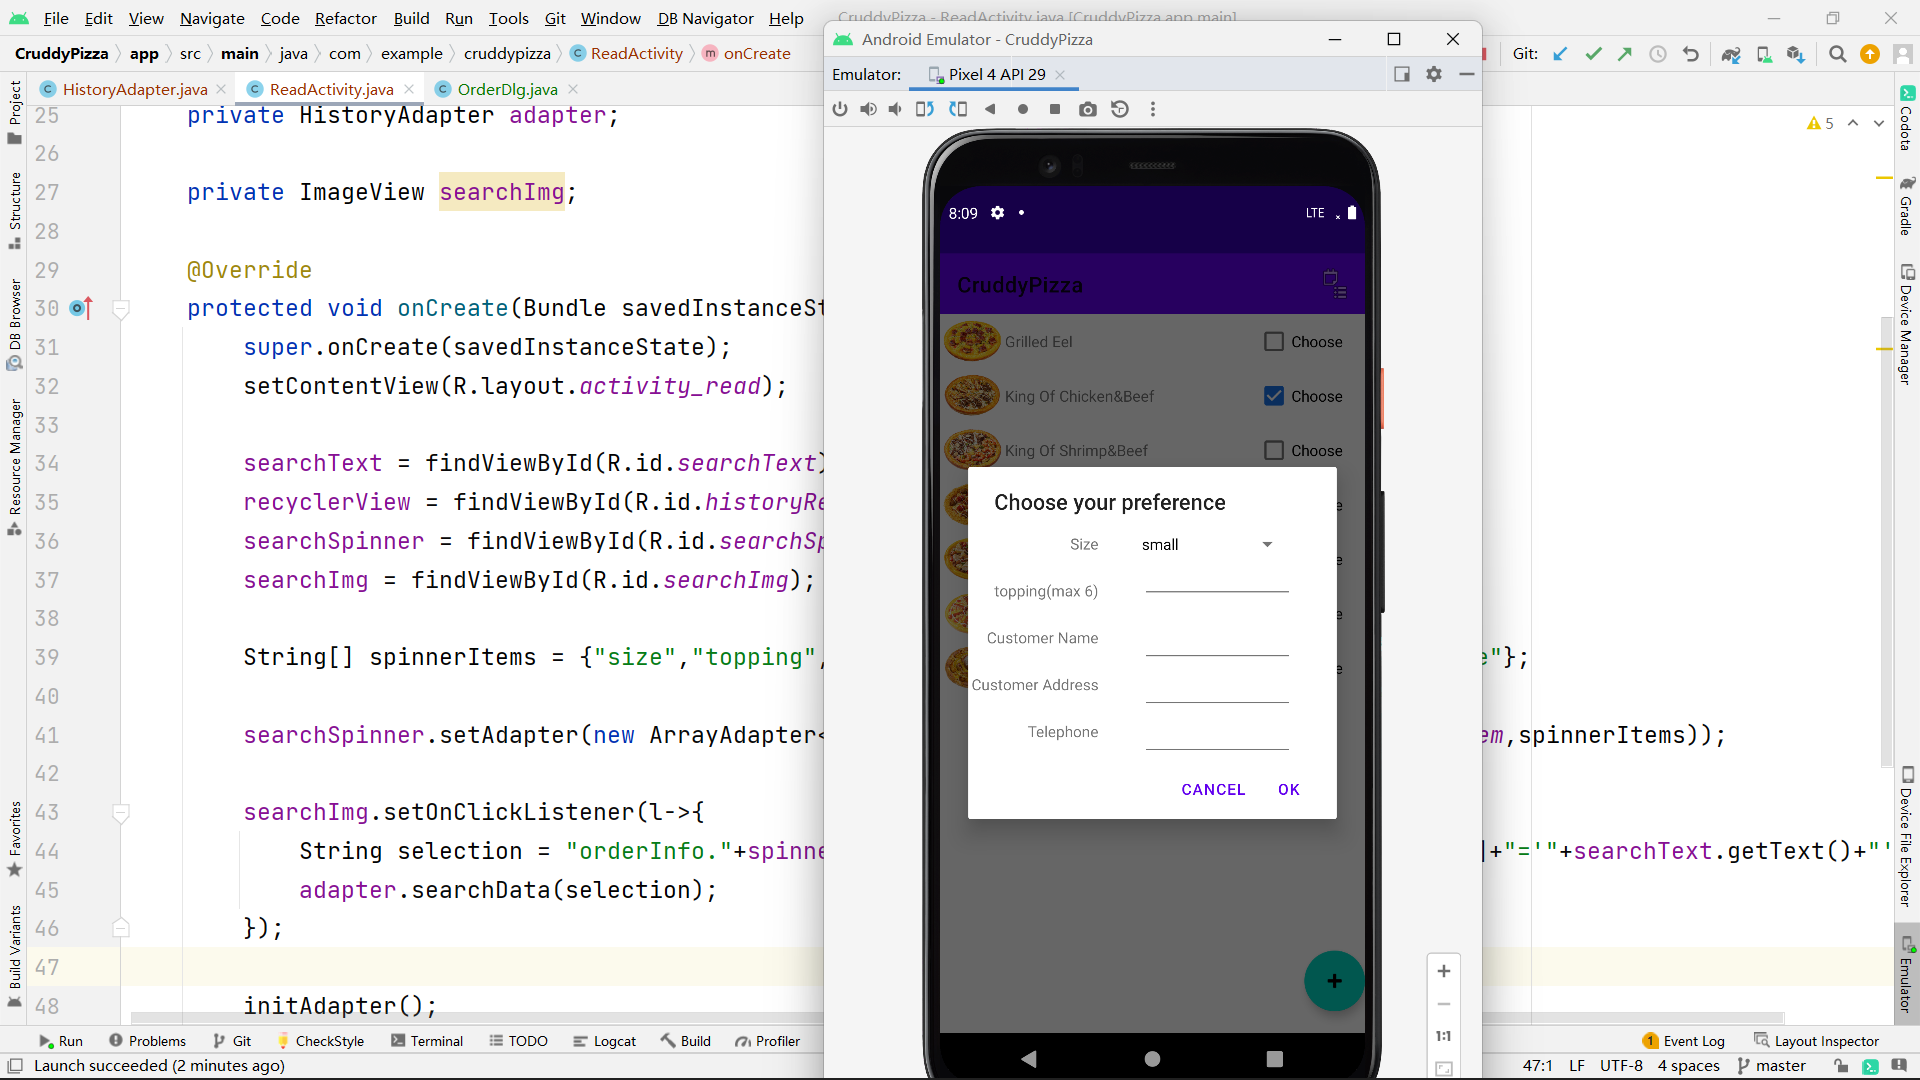 File Edit View Navigate Code Refactor Build Run Tools Git Window DB Navigator Help
CruddyPizza - ReadActivity.java [CruddyPizza.app.main]
CruddyPizza app src main java com example cruddypizza ReadActivity onCreate
Git:
HistoryAdapter.java ReadActivity.java OrderDlg.java
Android Emulator - CruddyPizza
Emulator: Pixel 4 API 29
5
25 private HistoryAdapter adapter;
26
27 private ImageView searchImg;
28
29 @Override
30 protected void onCreate(Bundle savedInstanceSt
31 super.onCreate(savedInstanceState);
32 setContentView(R.layout.activity_read);
33
34 searchText = findViewById(R.id.searchText)
35 recyclerView = findViewById(R.id.historyRe
36 searchSpinner = findViewById(R.id.searchSp
37 searchImg = findViewById(R.id.searchImg);
38
39 String[] spinnerItems = {"size","topping", e"};
40
41 searchSpinner.setAdapter(new ArrayAdapter< em,spinnerItems));
42
43 searchImg.setOnClickListener(l->{
44 String selection = "orderInfo."+spinne ]+"='"+searchText.getText()+"'
45 adapter.searchData(selection);
46 });
47
48 initAdapter();
8:09 LTE
CruddyPizza
Grilled Eel Choose
King Of Chicken&Beef Choose
King Of Shrimp&Beef Choose
Choose your preference
Size small
topping(max 6)
Customer Name
Customer Address
Telephone
CANCEL OK
+
1:1
Project
Structure
DB Browser
Resource Manager
Favorites
Build Variants
Codota
Gradle
Device Manager
Device File Explorer
Emulator
Run Problems Git CheckStyle Terminal TODO Logcat Build Profiler 1 Event Log Layout Inspector
Launch succeeded (2 minutes ago) 47:1 LF UTF-8 4 spaces master